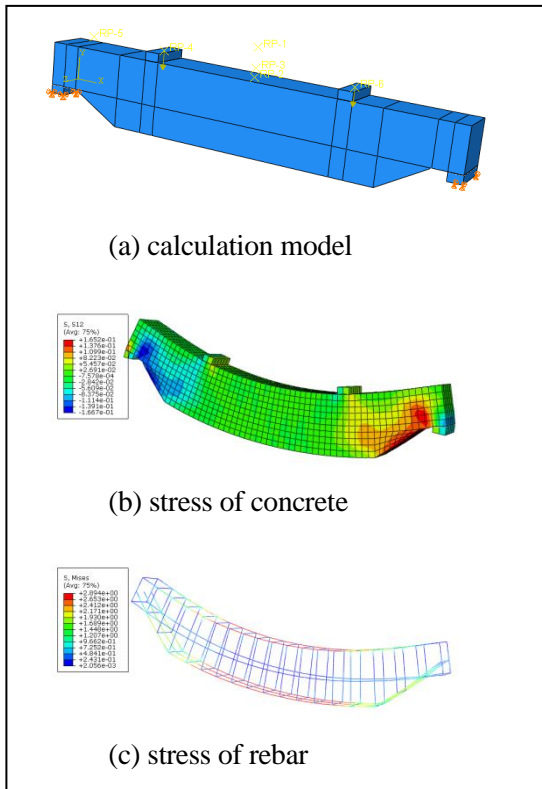 RP-6
RP-1
RP-4
RP-3
RP-5
Y
Z
X
(a) calculation model
S, S12
(Avg: 75%)
+1.652e-01
+1.376e-01
+1.099e-01
+8.223e-02
+5.457e-02
+2.691e-02
-7.578e-04
-2.842e-02
-5.609e-02
-8.375e-02
-1.114e-01
-1.391e-01
-1.667e-01
(b) stress of concrete
S, Mises
(Avg: 75%)
+2.894e+00
+2.653e+00
+2.412e+00
+2.171e+00
+1.930e+00
+1.689e+00
+1.448e+00
+1.207e+00
+9.662e-01
+7.252e-01
+4.841e-01
+2.431e-01
+2.056e-03
(c) stress of rebar